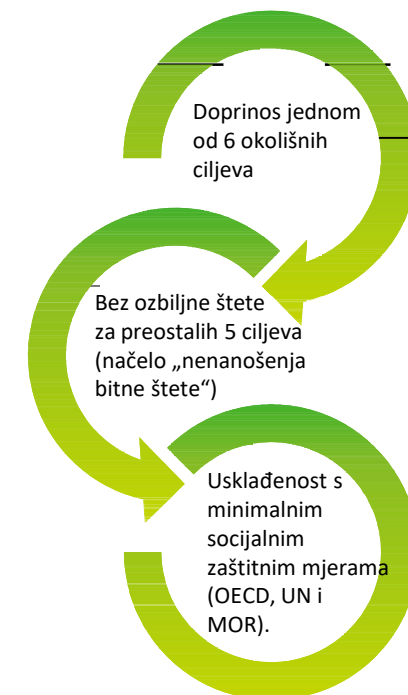 Doprinos jednom
od 6 okolišnih
ciljeva
Bez ozbiljne štete
za preostalih 5 ciljeva
(načelo „nenanošenja
bitne štete“)
Usklađenost s
minimalnim
socijalnim
zaštitnim mjerama
(OECD, UN i
MOR).